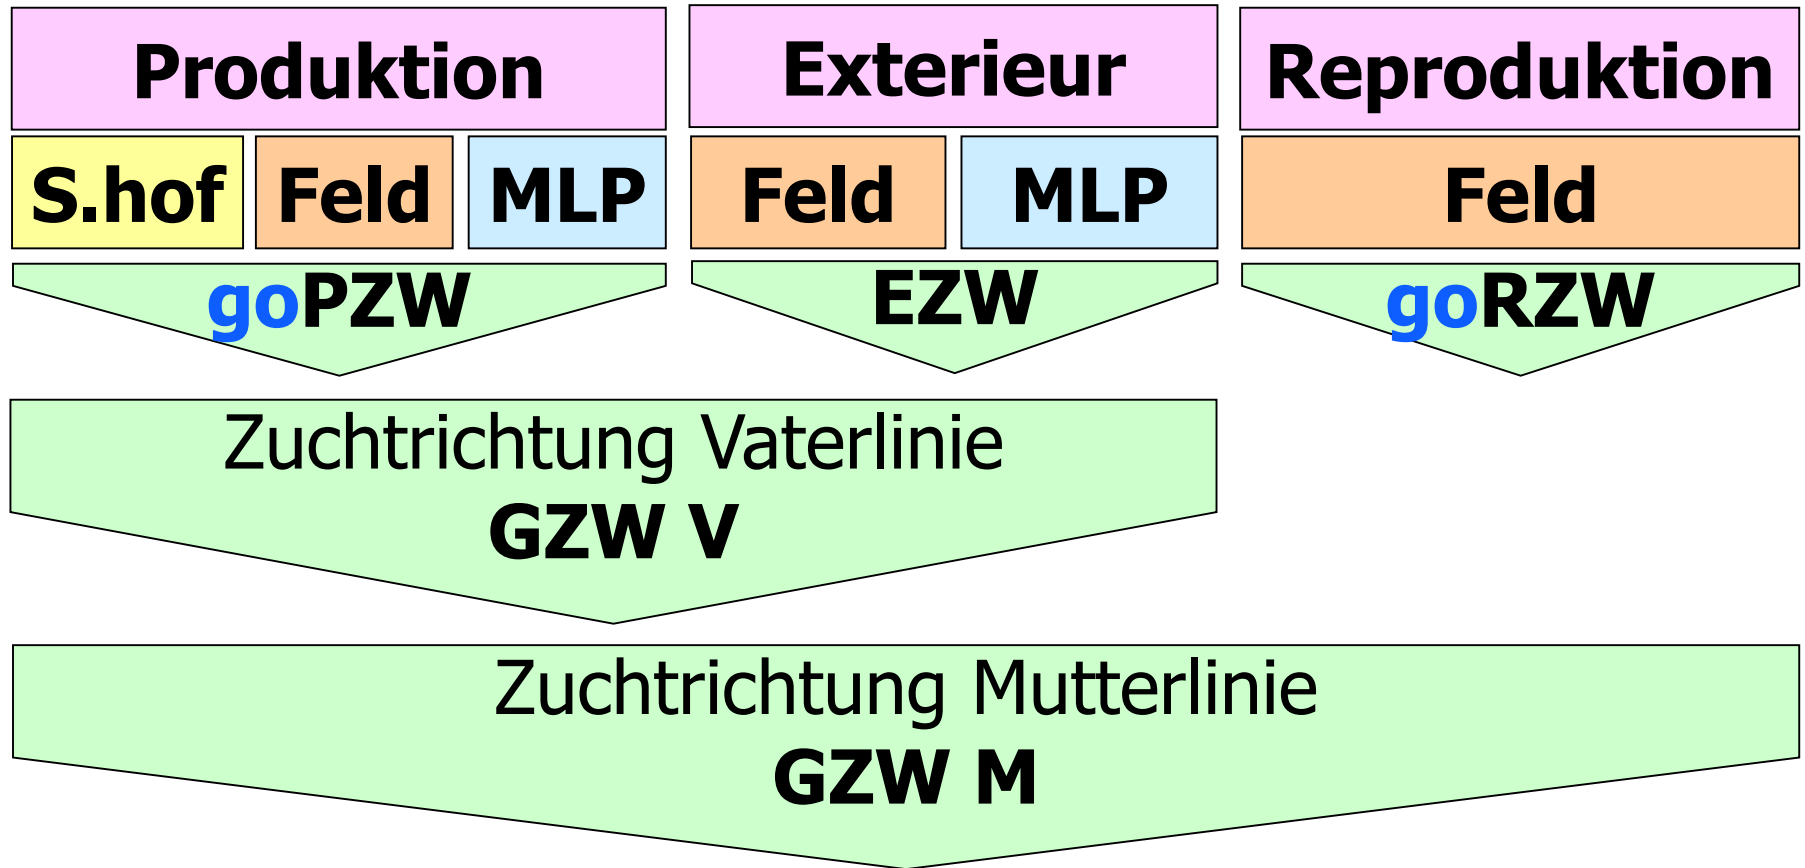 Produktion Exterieur Reproduktion
S.hof Feld MLP Feld MLP Feld
goPZW EZW goRZW
Zuchtrichtung Vaterlinie
GZW V
Zuchtrichtung Mutterlinie
GZW M